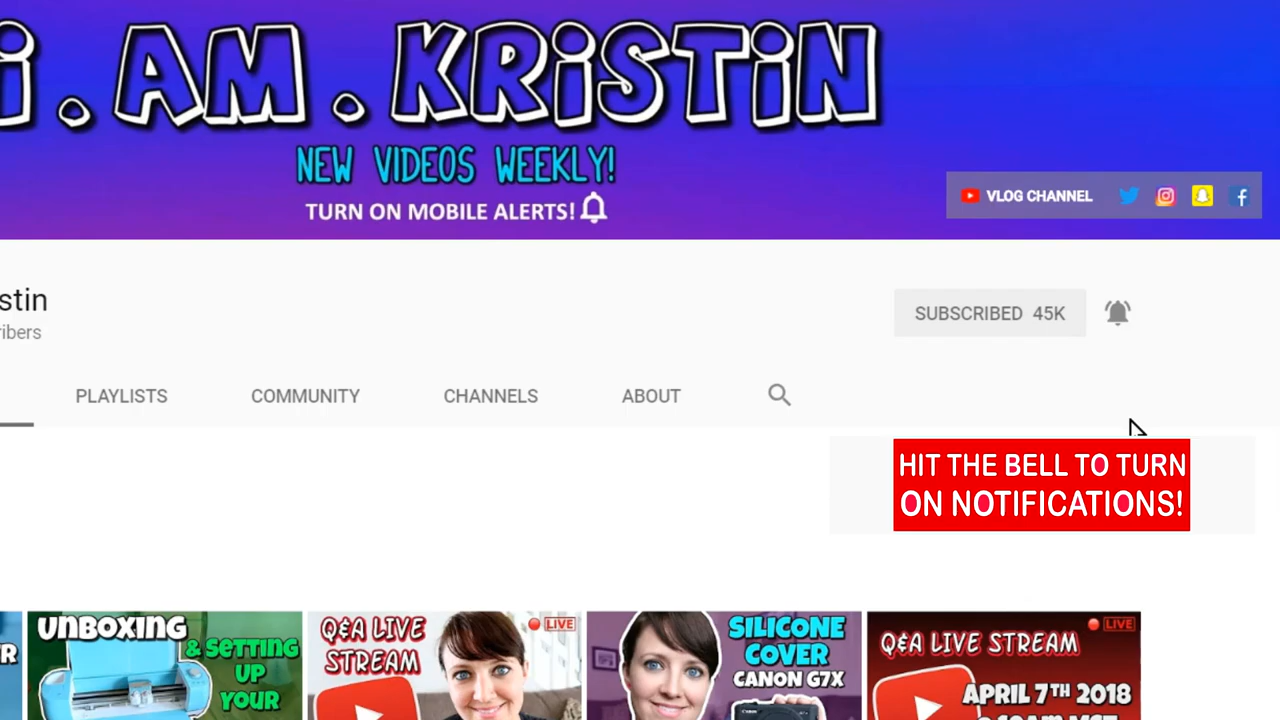 i . AM . KRiSTiN
NEW VIDEOS WEEKLY!
TURN ON MOBILE ALERTS!
VLOG CHANNEL
stin
ribers
SUBSCRIBED 45K
PLAYLISTS
COMMUNITY
CHANNELS
ABOUT
HIT THE BELL TO TURN
ON NOTIFICATIONS!
R
UNBOXING
& SETTING
UP
YOUR
Q&A LIVE
STREAM
LIVE
SILICONE
COVER
CANON G7X
Canon
LIVE
Q&A LIVE STREAM
APRIL 7TH 2018